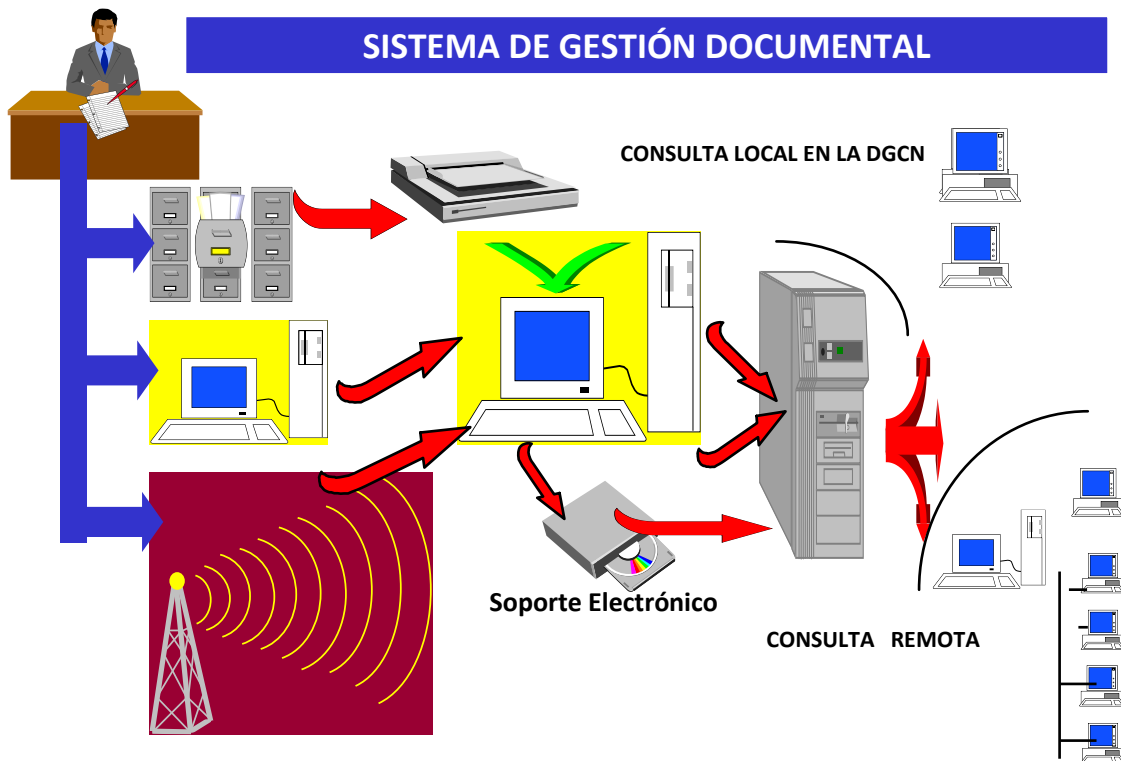 SISTEMA DE GESTIÓN DOCUMENTAL
CONSULTA LOCAL EN LA DGCN
Soporte Electrónico
CONSULTA REMOTA